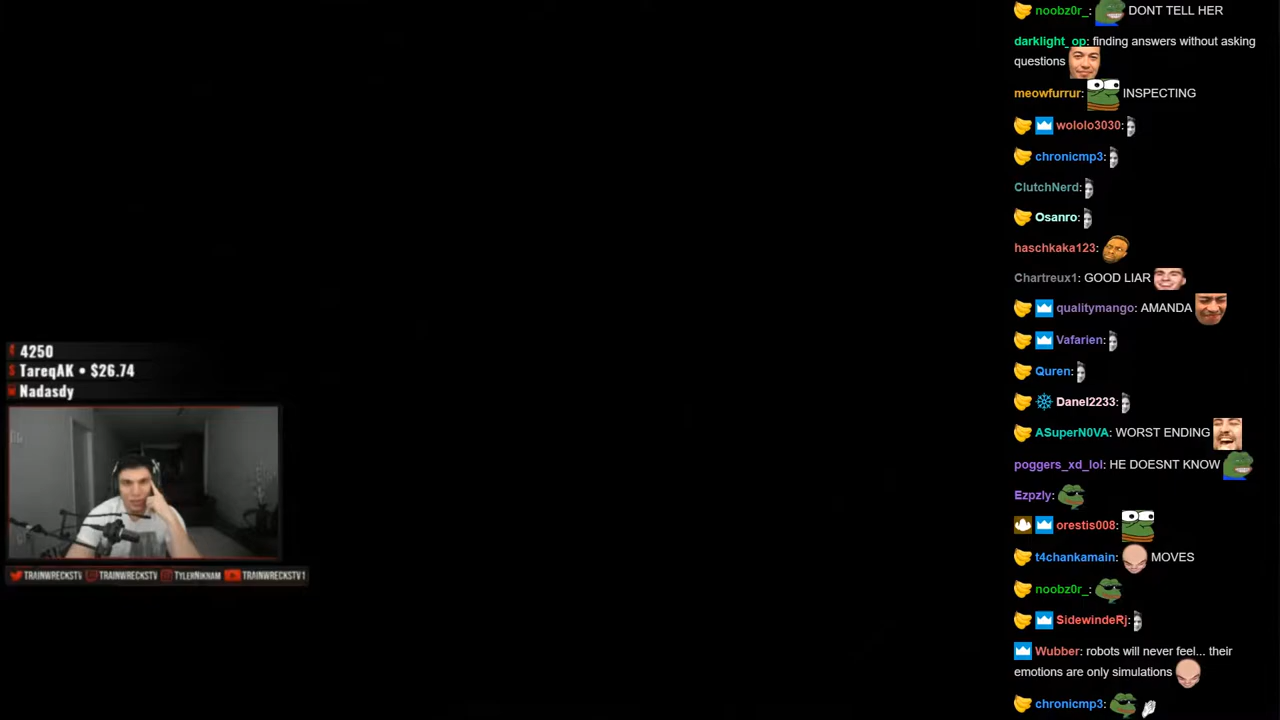 4250
TareqAK • $26.74
Nadasdy
TRAINWRECKSTV TRAINWRECKSTV TYLERNIKNAM TRAINWRECKSTV1
noobz0r_: DONT TELL HER
darklight_op: finding answers without asking
questions
meowfurrur: INSPECTING
wololo3030:
chronicmp3:
ClutchNerd:
Osanro:
haschkaka123:
Chartreux1: GOOD LIAR
qualitymango: AMANDA
Vafarien:
Quren:
Danel2233:
ASuperN0VA: WORST ENDING
poggers_xd_lol: HE DOESNT KNOW
Ezpzly:
orestis008:
t4chankamain: MOVES
noobz0r_:
SidewindeRj:
Wubber: robots will never feel... their
emotions are only simulations
chronicmp3: